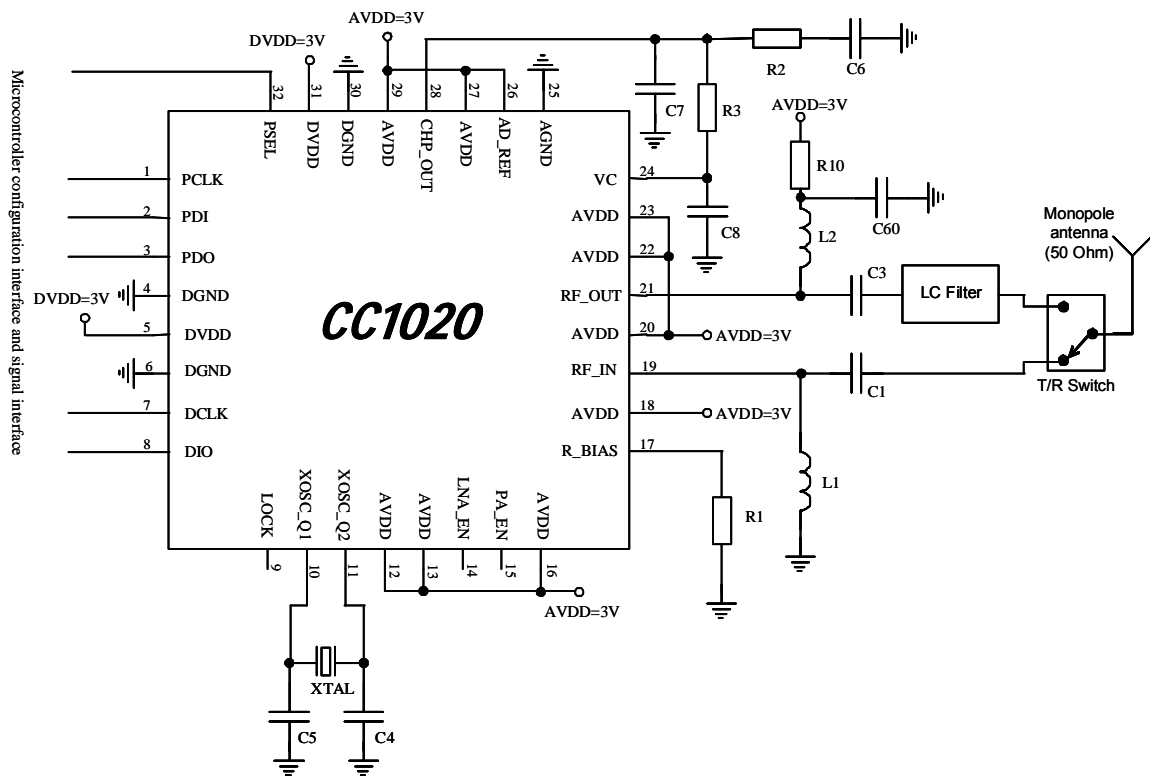 AVDD=3V
DVDD=3V
Microcontroller configuration interface and signal interface
32
31
30
29
28
27
26
25
PSEL
DVDD
DGND
AVDD
CHP_OUT
AVDD
AD_REF
AGND
R2
C6
C7
R3
AVDD=3V
R10
C60
L2
C8
1
PCLK
2
PDI
3
PDO
4
DGND
DVDD=3V
5
DVDD
6
DGND
7
DCLK
8
DIO
CC1020
VC
24
AVDD
23
AVDD
22
RF_OUT
21
AVDD
20
AVDD=3V
RF_IN
19
AVDD
18
AVDD=3V
R_BIAS
17
C3
LC Filter
Monopole
antenna
(50 Ohm)
T/R Switch
C1
L1
R1
LOCK
XOSC_Q1
XOSC_Q2
AVDD
AVDD
LNA_EN
PA_EN
AVDD
9
10
11
12
13
14
15
16
AVDD=3V
XTAL
C5
C4